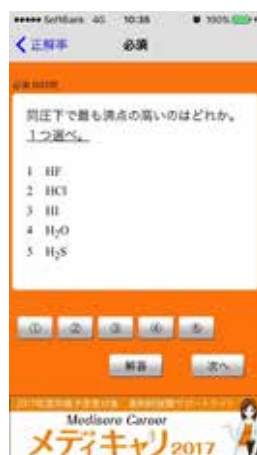 SoftBank 4G 10:38 100%
正解率 必須
同圧下で最も沸点の高いのはどれか。
1つ選べ。
1 HF
2 HCl
3 HI
4 H₂O
5 H₂S
① ② ③ ④ ⑤
解答 次へ
Medisere Career
メディキャリ2017